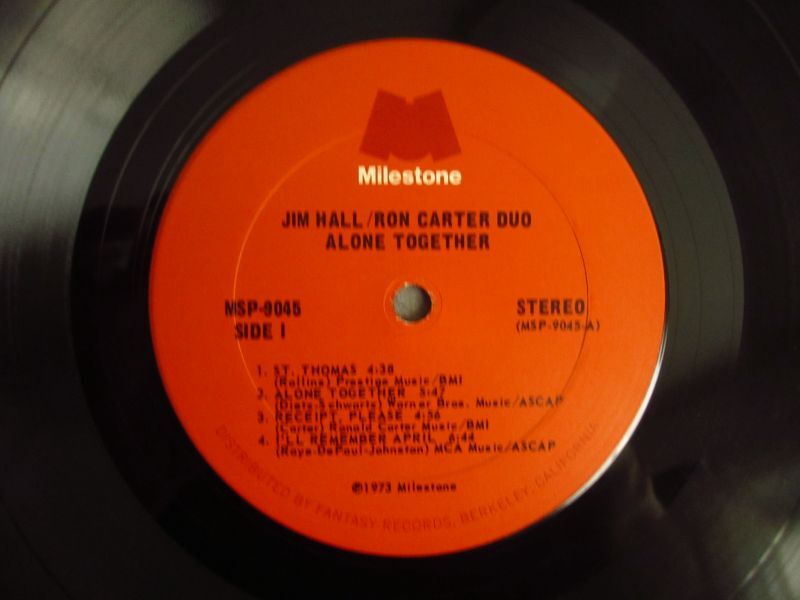 Milestone
JIM HALL/RON CARTER DUO
ALONE TOGETHER
MSP-9045
SIDE 1
STEREO
(MSP-9045-A)
1. ST. THOMAS 4:38
(Rollins) Prestige Music/BMI
2. ALONE TOGETHER 5:47
(Dietz-Schwartz) Warner Bros. Music/ASCAP
3. RECEIPT, PLEASE 4:56
(Carter) Ronald Carter Music/BMI
4. I'LL REMEMBER APRIL 6:44
(Raye-DePaul-Johnston) MCA Music/ASCAP
℗1973 Milestone
DISTRIBUTED BY FANTASY RECORDS, BERKELEY, CALIFORNIA